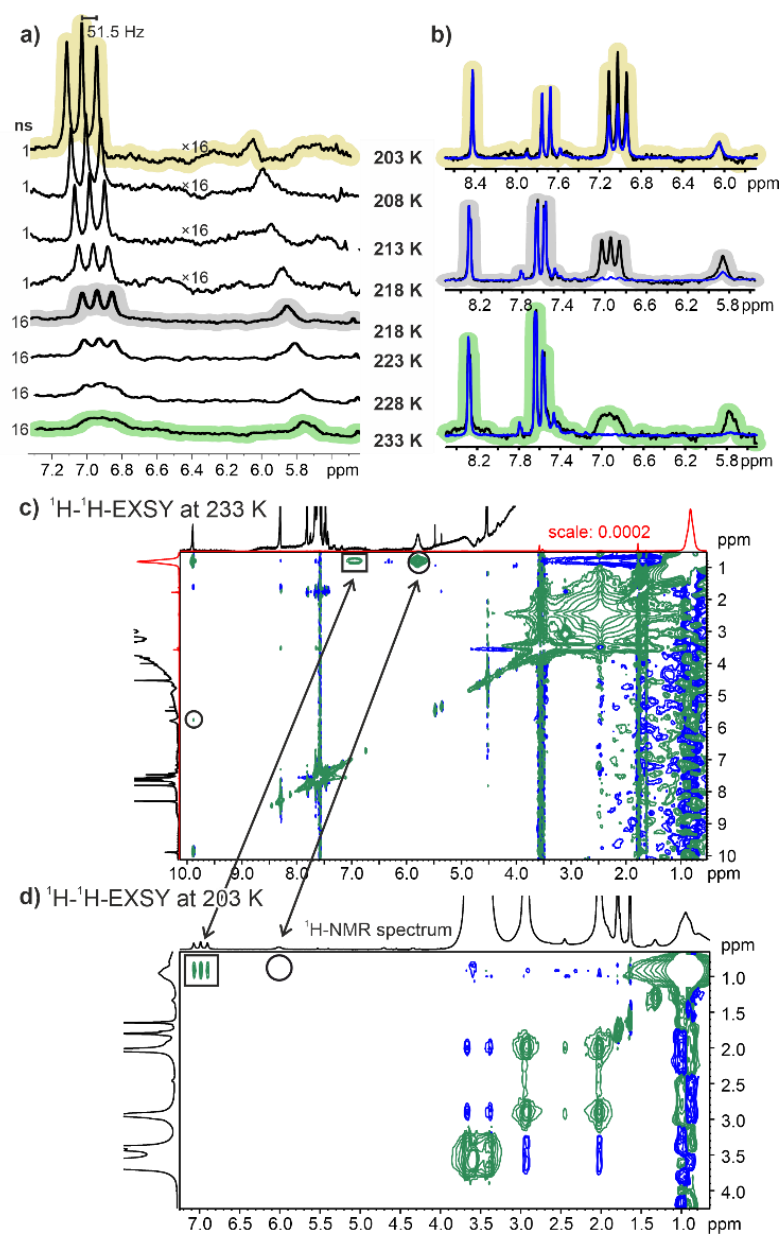 a)
51.5 Hz
ns
1
×16
203 K
1
×16
208 K
1
×16
213 K
1
×16
218 K
16
218 K
16
223 K
16
228 K
16
233 K
7.2 7.0 6.8 6.6 6.4 6.2 6.0 5.8 ppm
b)
8.4 8.0 7.6 7.2 6.8 6.4 6.0 ppm
8.2 7.8 7.4 7.0 6.6 6.2 5.8 ppm
8.2 7.8 7.4 7.0 6.6 6.2 5.8 ppm
c) ¹H-¹H-EXSY at 233 K
scale: 0.0002
ppm
1
2
3
4
5
6
7
8
9
10
10.0 9.0 8.0 7.0 6.0 5.0 4.0 3.0 2.0 1.0 ppm
d) ¹H-¹H-EXSY at 203 K
¹H-NMR spectrum
ppm
1.0
1.5
2.0
2.5
3.0
3.5
4.0
7.0 6.5 6.0 5.5 5.0 4.5 4.0 3.5 3.0 2.5 2.0 1.5 1.0 ppm